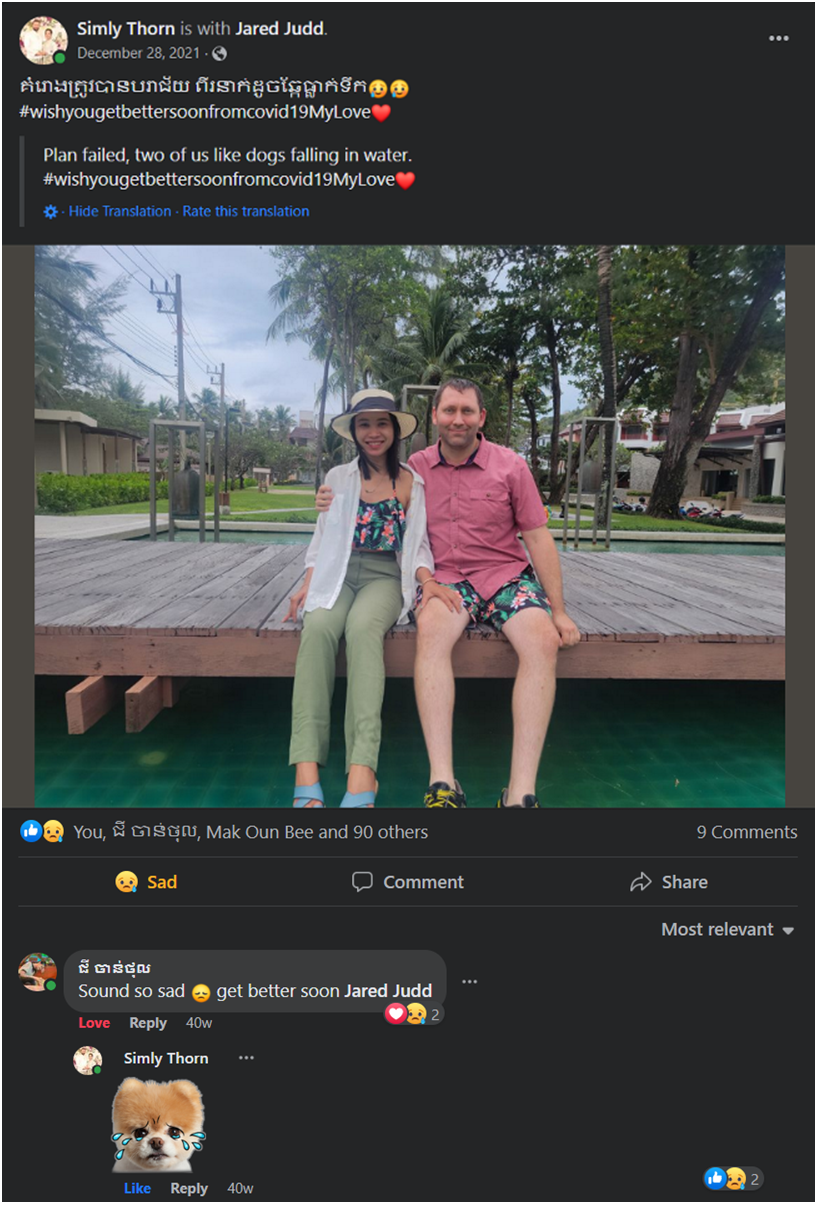 Simly Thorn is with Jared Judd.
December 28, 2021 ·
គំរោងត្រូវបានបរាជ័យ ពីរនាក់ដូចឆ្កែធ្លាក់ទឹក😥😥
#wishyougetbettersoonfromcovid19MyLove❤️
Plan failed, two of us like dogs falling in water.
#wishyougetbettersoonfromcovid19MyLove❤️
· Hide Translation · Rate this translation
You, ជី ចាន់ថុល, Mak Oun Bee and 90 others 9 Comments
Sad Comment Share
Most relevant
ជី ចាន់ថុល
Sound so sad 😞 get better soon Jared Judd
Love Reply 40w 2
Simly Thorn
Like Reply 40w 2